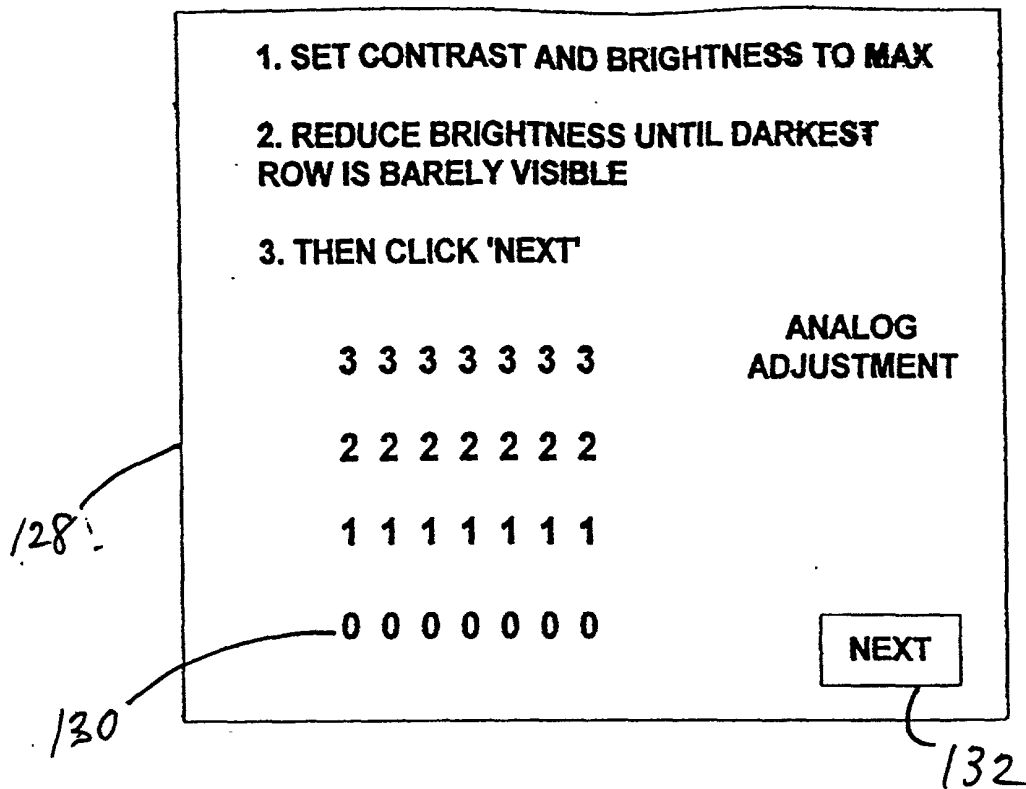 1. SET CONTRAST AND BRIGHTNESS TO MAX
2. REDUCE BRIGHTNESS UNTIL DARKEST
ROW IS BARELY VISIBLE
3. THEN CLICK 'NEXT'
ANALOG
ADJUSTMENT
3 3 3 3 3 3 3
2 2 2 2 2 2 2
1 1 1 1 1 1 1
0 0 0 0 0 0 0
NEXT
128
130
132